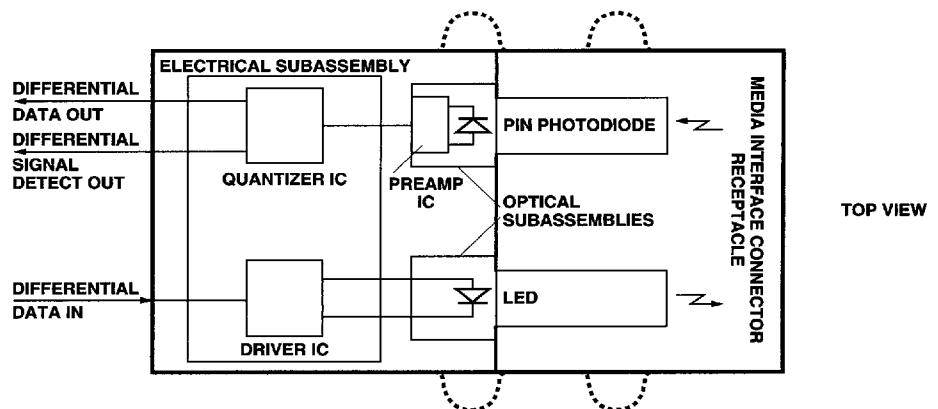 ELECTRICAL SUBASSEMBLY
DIFFERENTIAL
DATA OUT
DIFFERENTIAL
SIGNAL
DETECT OUT
QUANTIZER IC
PREAMP
IC
PIN PHOTODIODE
OPTICAL
SUBASSEMBLIES
DIFFERENTIAL
DATA IN
DRIVER IC
LED
MEDIA INTERFACE CONNECTOR
RECEPTACLE
TOP VIEW